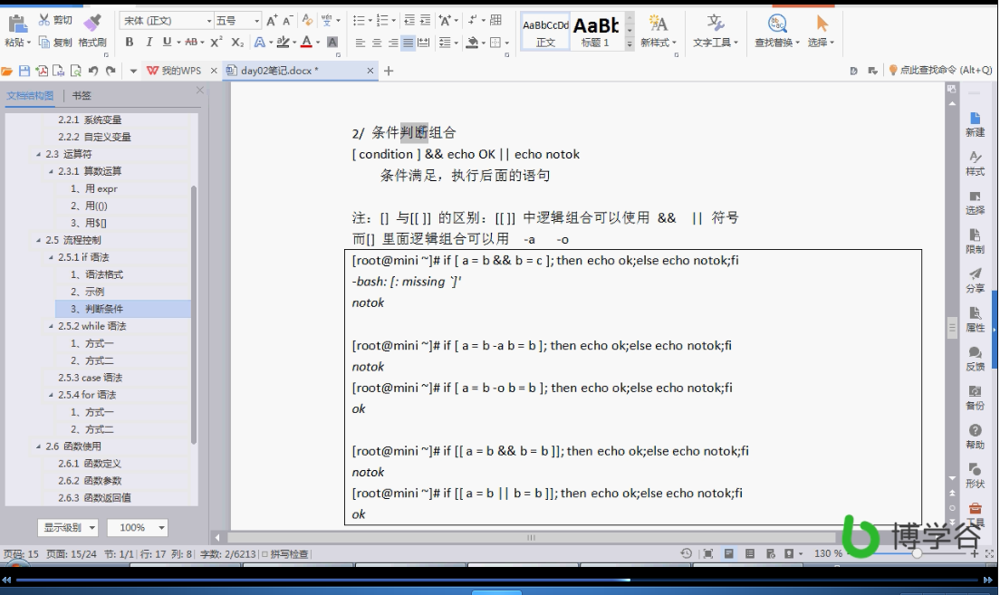 剪切
宋体 (正文)
五号
粘贴
复制
格式刷
AaBbCcDd
AaBb
正文
标题 1
新样式
文字工具
查找替换
选择
我的WPS
day02笔记.docx *
点此查找命令 (Alt+Q)
文档结构图
书签
2.2.1 系统变量
2.2.2 自定义变量
2.3 运算符
2.3.1 算数运算
1、用 expr
2、用(())
3、用$[]
2.5 流程控制
2.5.1 if 语法
1、语法格式
2、示例
3、判断条件
2.5.2 while 语法
1、方式一
2、方式二
2.5.3 case 语法
2.5.4 for 语法
1、方式一
2、方式二
2.6 函数使用
2.6.1 函数定义
2.6.2 函数参数
2.6.3 函数返回值
显示级别
100%
2/ 条件判断组合
[ condition ] && echo OK || echo notok
条件满足，执行后面的语句
注：[] 与[[ ]] 的区别：[[ ]] 中逻辑组合可以使用 && || 符号
而[] 里面逻辑组合可以用 -a -o
[root@mini ~]# if [ a = b && b = c ]; then echo ok;else echo notok;fi
-bash: [: missing `]'
notok
[root@mini ~]# if [ a = b -a b = b ]; then echo ok;else echo notok;fi
notok
[root@mini ~]# if [ a = b -o b = b ]; then echo ok;else echo notok;fi
ok
[root@mini ~]# if [[ a = b && b = b ]]; then echo ok;else echo notok;fi
notok
[root@mini ~]# if [[ a = b || b = b ]]; then echo ok;else echo notok;fi
ok
新建
样式
选择
限制
分享
属性
反馈
备份
帮助
形状
工具
博学谷
页码: 15 页面: 15/24 节: 1/1 行: 17 列: 8 字数: 2/6213 拼写检查
130 %